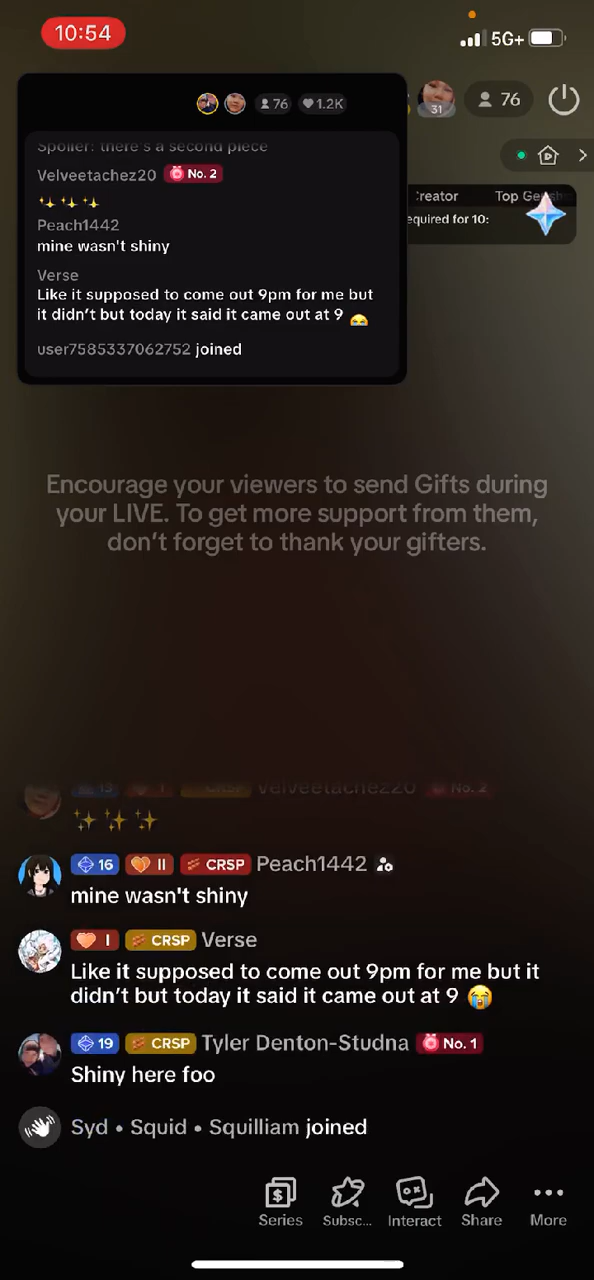 10:54
5G+
76
1.2K
31
76
Spoiler: there's a second piece
Velveetachez20 No. 2
✨✨✨
Peach1442
mine wasn't shiny
Verse
Like it supposed to come out 9pm for me but
it didn't but today it said it came out at 9 😭
user7585337062752 joined
Creator Top
equired for 10:
Encourage your viewers to send Gifts during
your LIVE. To get more support from them,
don't forget to thank your gifters.
13 I CRSP Velveetachez20 No. 2
✨✨✨
16 II CRSP Peach1442
mine wasn't shiny
I CRSP Verse
Like it supposed to come out 9pm for me but it
didn't but today it said it came out at 9 😭
19 CRSP Tyler Denton-Studna No. 1
Shiny here foo
Syd • Squid • Squilliam joined
Series Subsc... Interact Share More